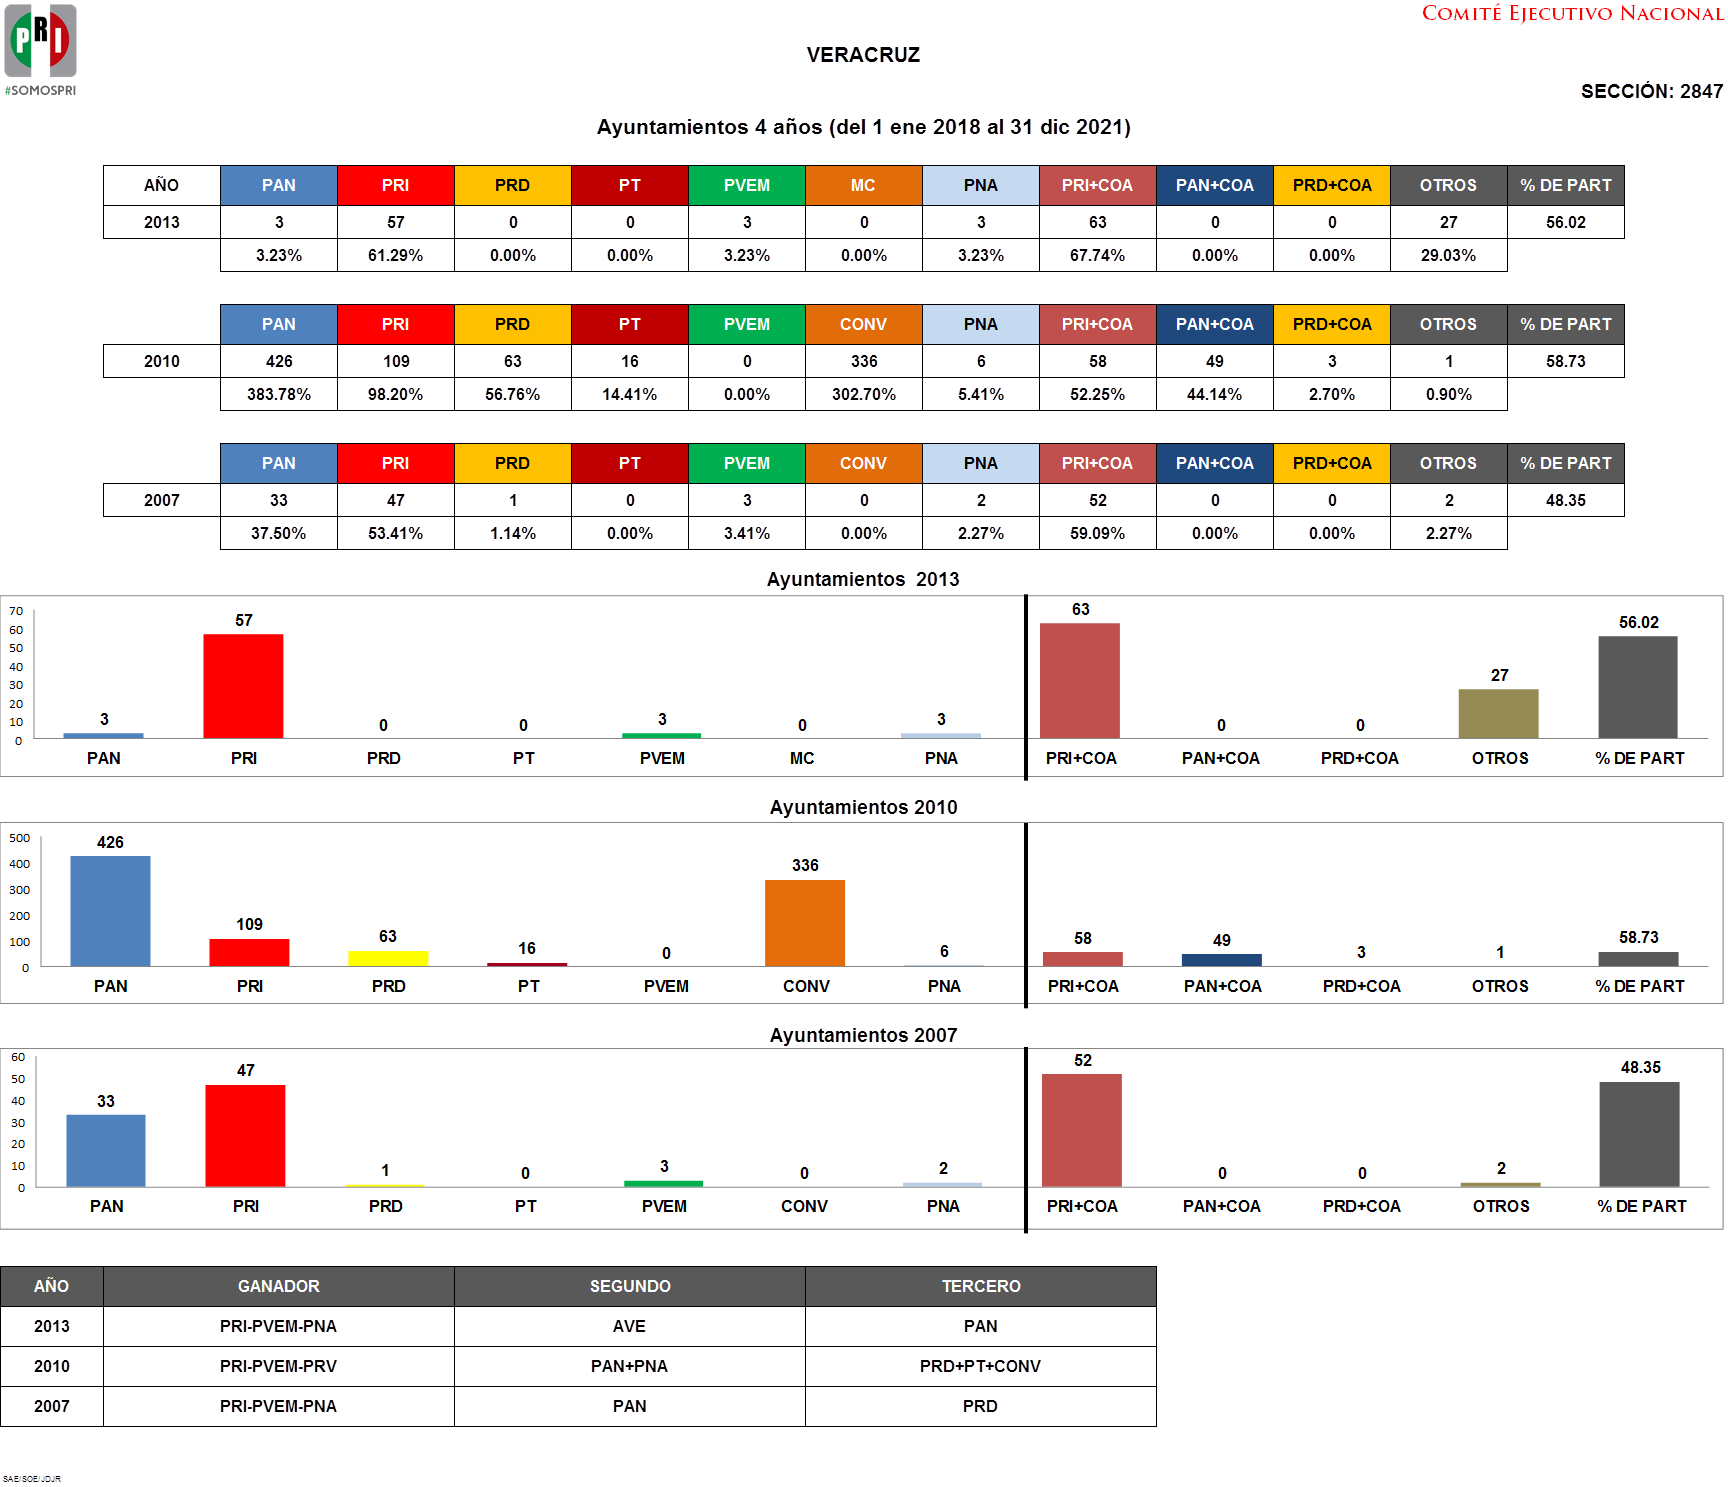 PRI
#SOMOSPRI
COMITÉ EJECUTIVO NACIONAL
VERACRUZ
SECCIÓN: 2847
Ayuntamientos 4 años (del 1 ene 2018 al 31 dic 2021)
AÑO PAN PRI PRD PT PVEM MC PNA PRI+COA PAN+COA PRD+COA OTROS % DE PART
2013 3 57 0 0 3 0 3 63 0 0 27 56.02
3.23% 61.29% 0.00% 0.00% 3.23% 0.00% 3.23% 67.74% 0.00% 0.00% 29.03%
PAN PRI PRD PT PVEM CONV PNA PRI+COA PAN+COA PRD+COA OTROS % DE PART
2010 426 109 63 16 0 336 6 58 49 3 1 58.73
383.78% 98.20% 56.76% 14.41% 0.00% 302.70% 5.41% 52.25% 44.14% 2.70% 0.90%
PAN PRI PRD PT PVEM CONV PNA PRI+COA PAN+COA PRD+COA OTROS % DE PART
2007 33 47 1 0 3 0 2 52 0 0 2 48.35
37.50% 53.41% 1.14% 0.00% 3.41% 0.00% 2.27% 59.09% 0.00% 0.00% 2.27%
Ayuntamientos 2013
70
60
50
40
30
20
10
0
3 57 0 0 3 0 3 63 0 0 27 56.02
PAN PRI PRD PT PVEM MC PNA PRI+COA PAN+COA PRD+COA OTROS % DE PART
Ayuntamientos 2010
500
400
300
200
100
0
426 109 63 16 0 336 6 58 49 3 1 58.73
PAN PRI PRD PT PVEM CONV PNA PRI+COA PAN+COA PRD+COA OTROS % DE PART
Ayuntamientos 2007
60
50
40
30
20
10
0
33 47 1 0 3 0 2 52 0 0 2 48.35
PAN PRI PRD PT PVEM CONV PNA PRI+COA PAN+COA PRD+COA OTROS % DE PART
AÑO GANADOR SEGUNDO TERCERO
2013 PRI-PVEM-PNA AVE PAN
2010 PRI-PVEM-PRV PAN+PNA PRD+PT+CONV
2007 PRI-PVEM-PNA PAN PRD
SAE/SOE/JDJR